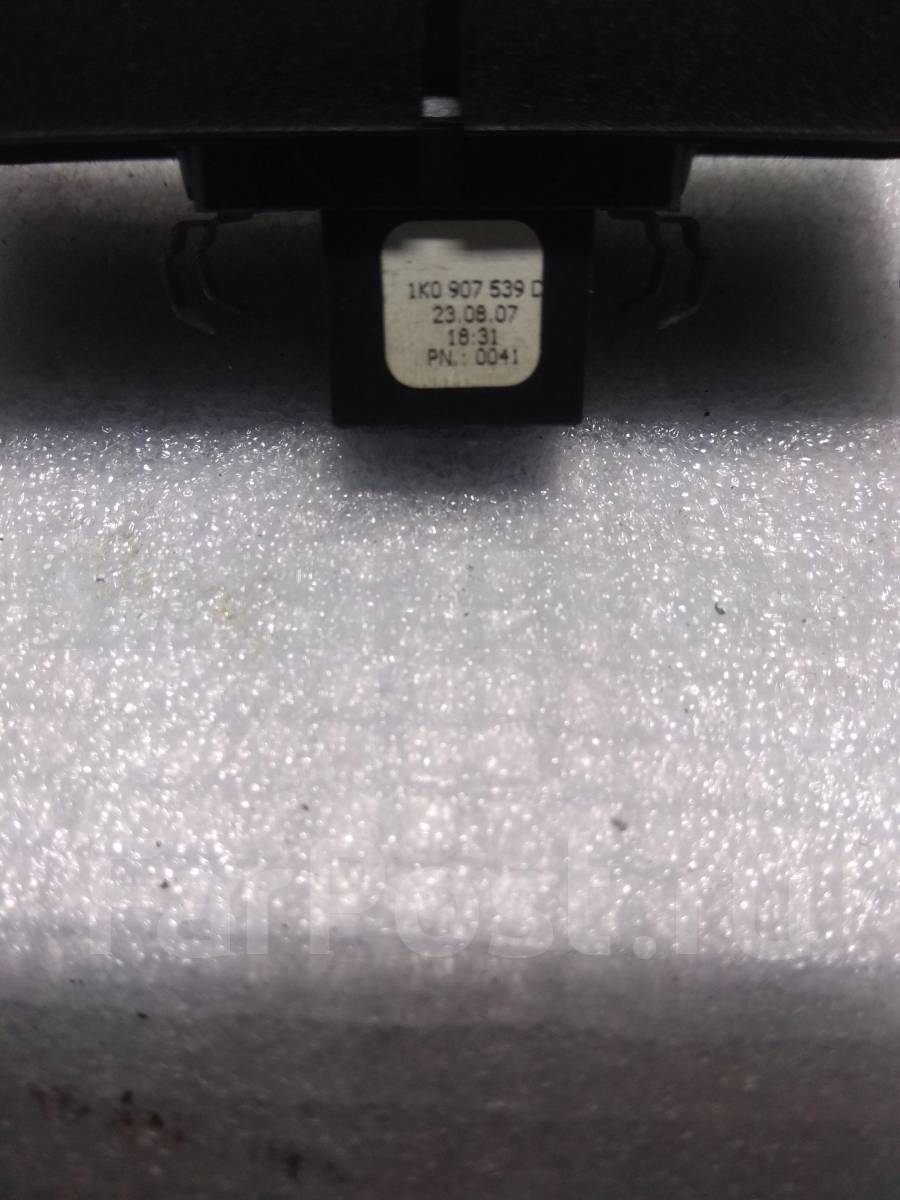 1K0 907 539 D
23.08.07
18:31
PN.: 0041
FarPost.ru